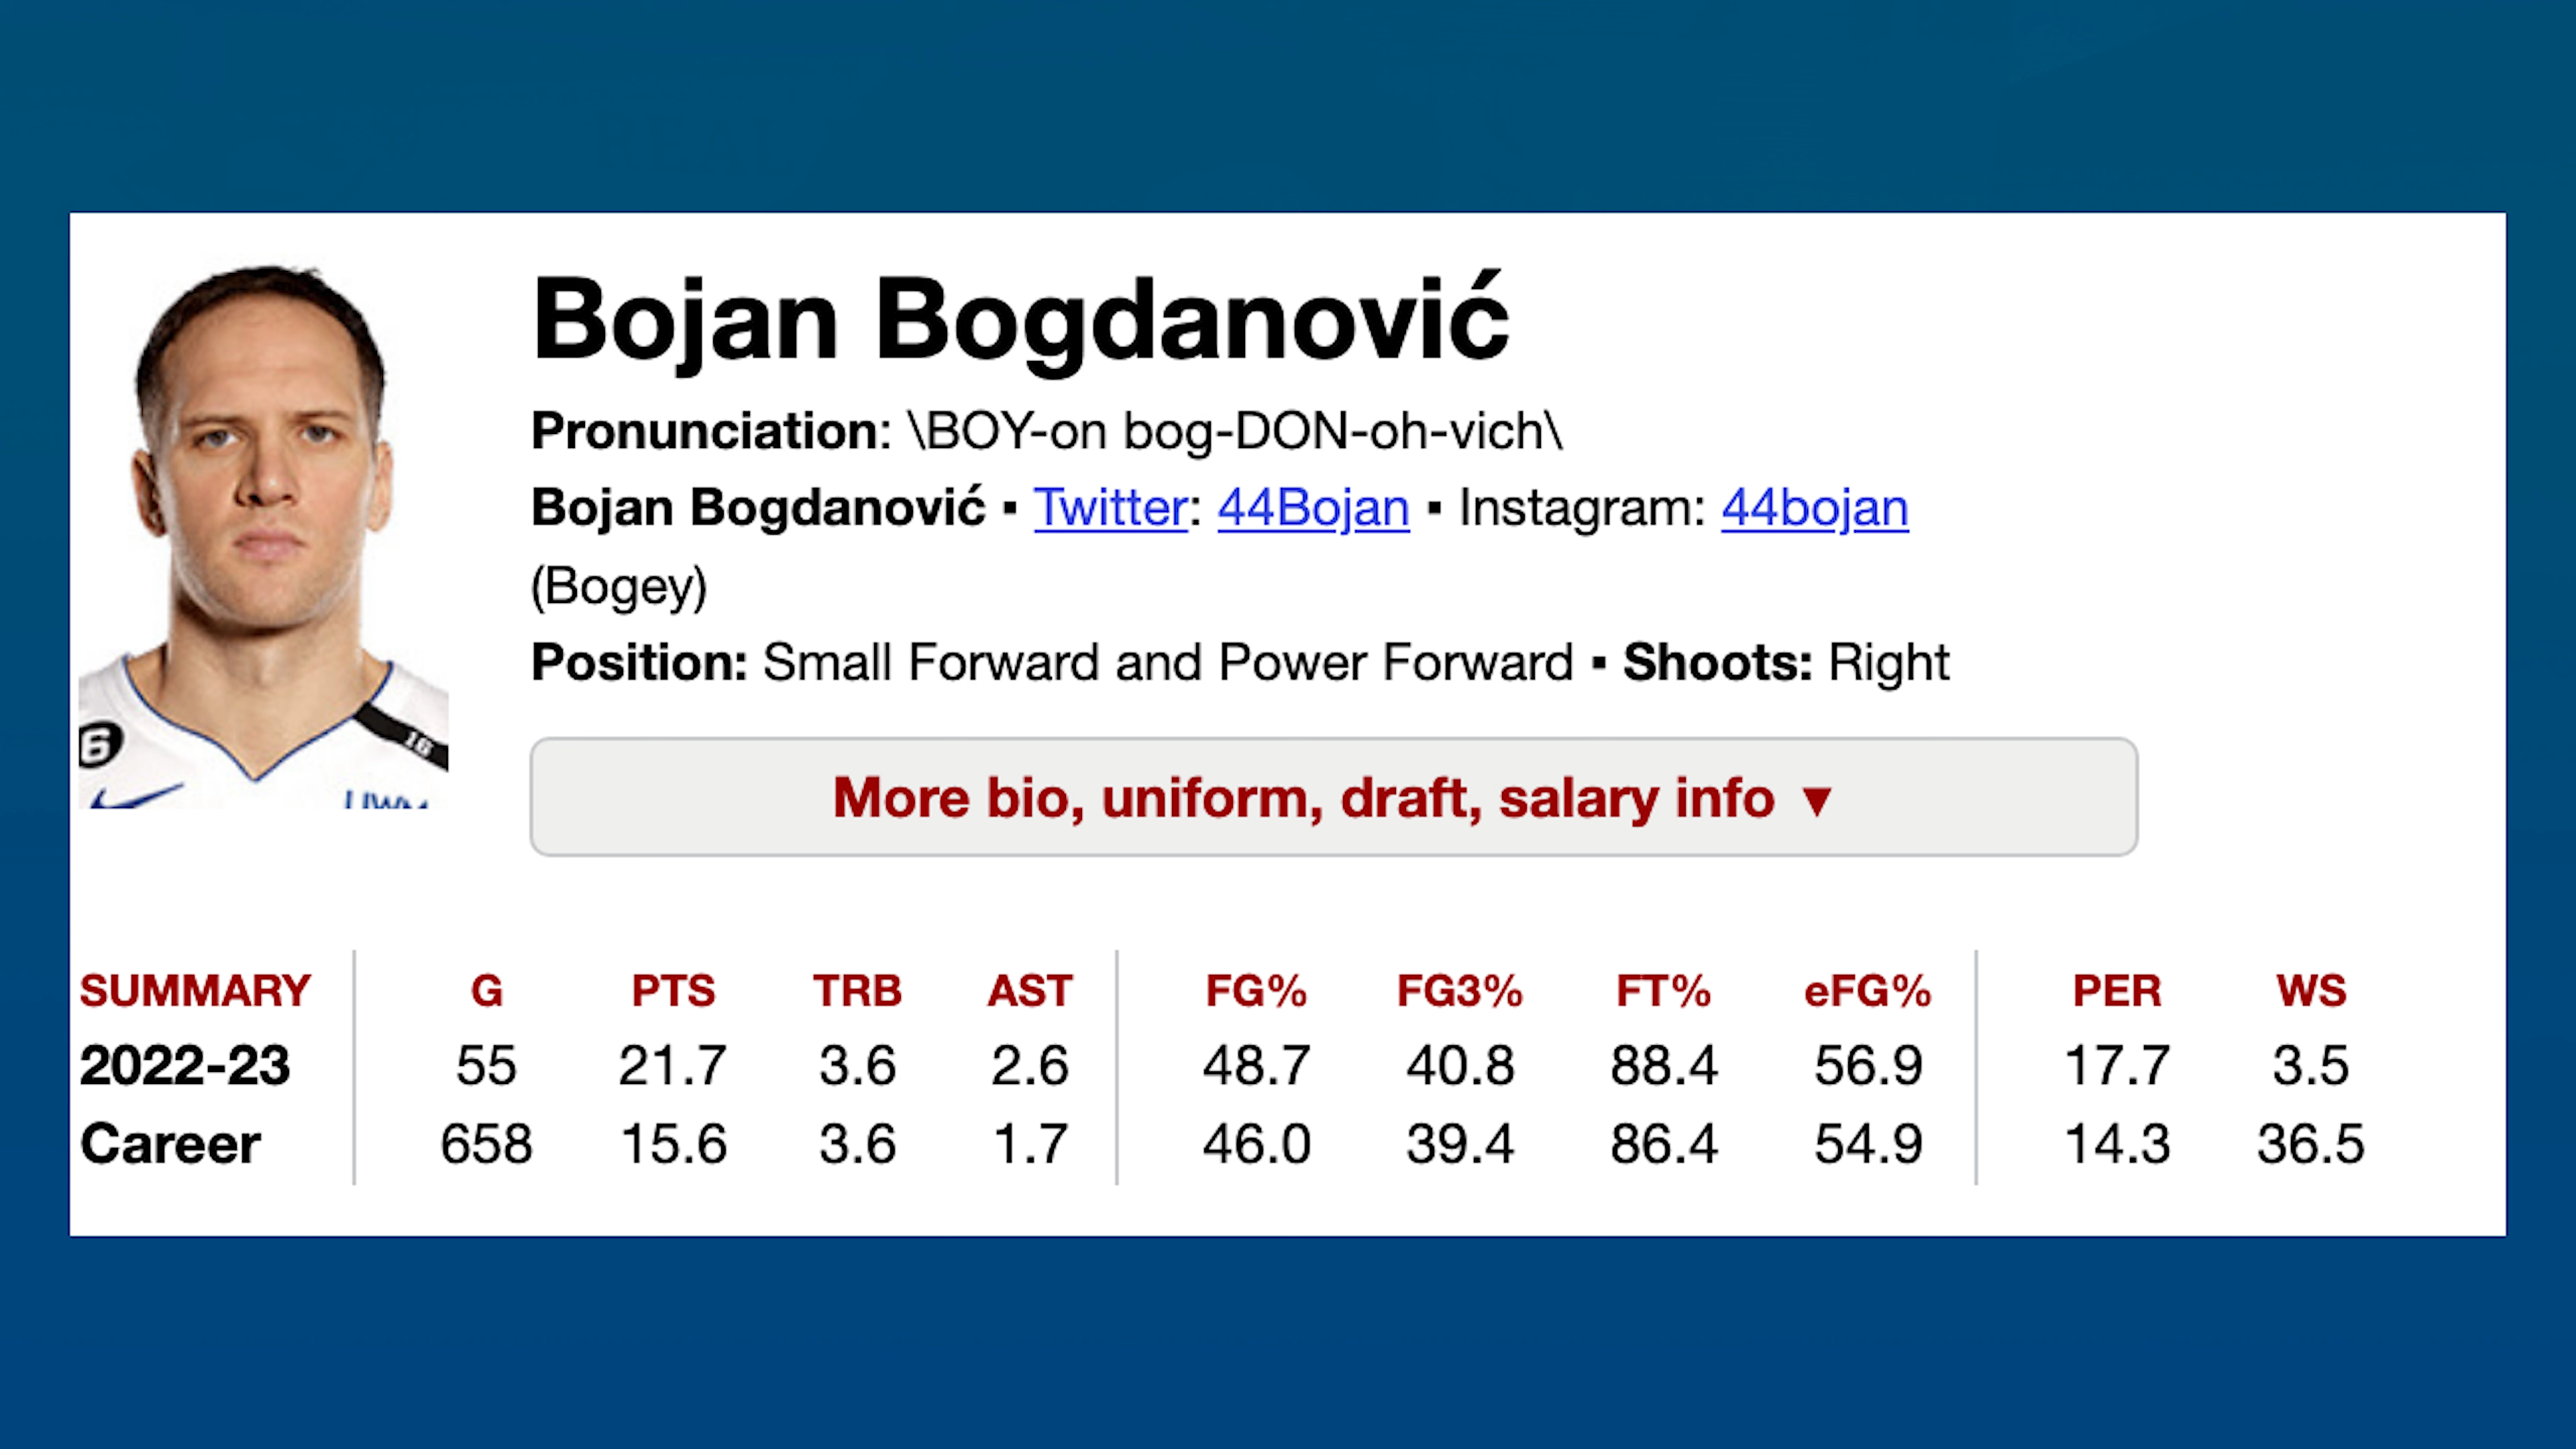 Bojan Bogdanović
Pronunciation: \BOY-on bog-DON-oh-vich\
Bojan Bogdanović ▪ Twitter: 44Bojan ▪ Instagram: 44bojan
(Bogey)
Position: Small Forward and Power Forward ▪ Shoots: Right
6
16
More bio, uniform, draft, salary info ▼
SUMMARY G PTS TRB AST FG% FG3% FT% eFG% PER WS
2022-23 55 21.7 3.6 2.6 48.7 40.8 88.4 56.9 17.7 3.5
Career 658 15.6 3.6 1.7 46.0 39.4 86.4 54.9 14.3 36.5